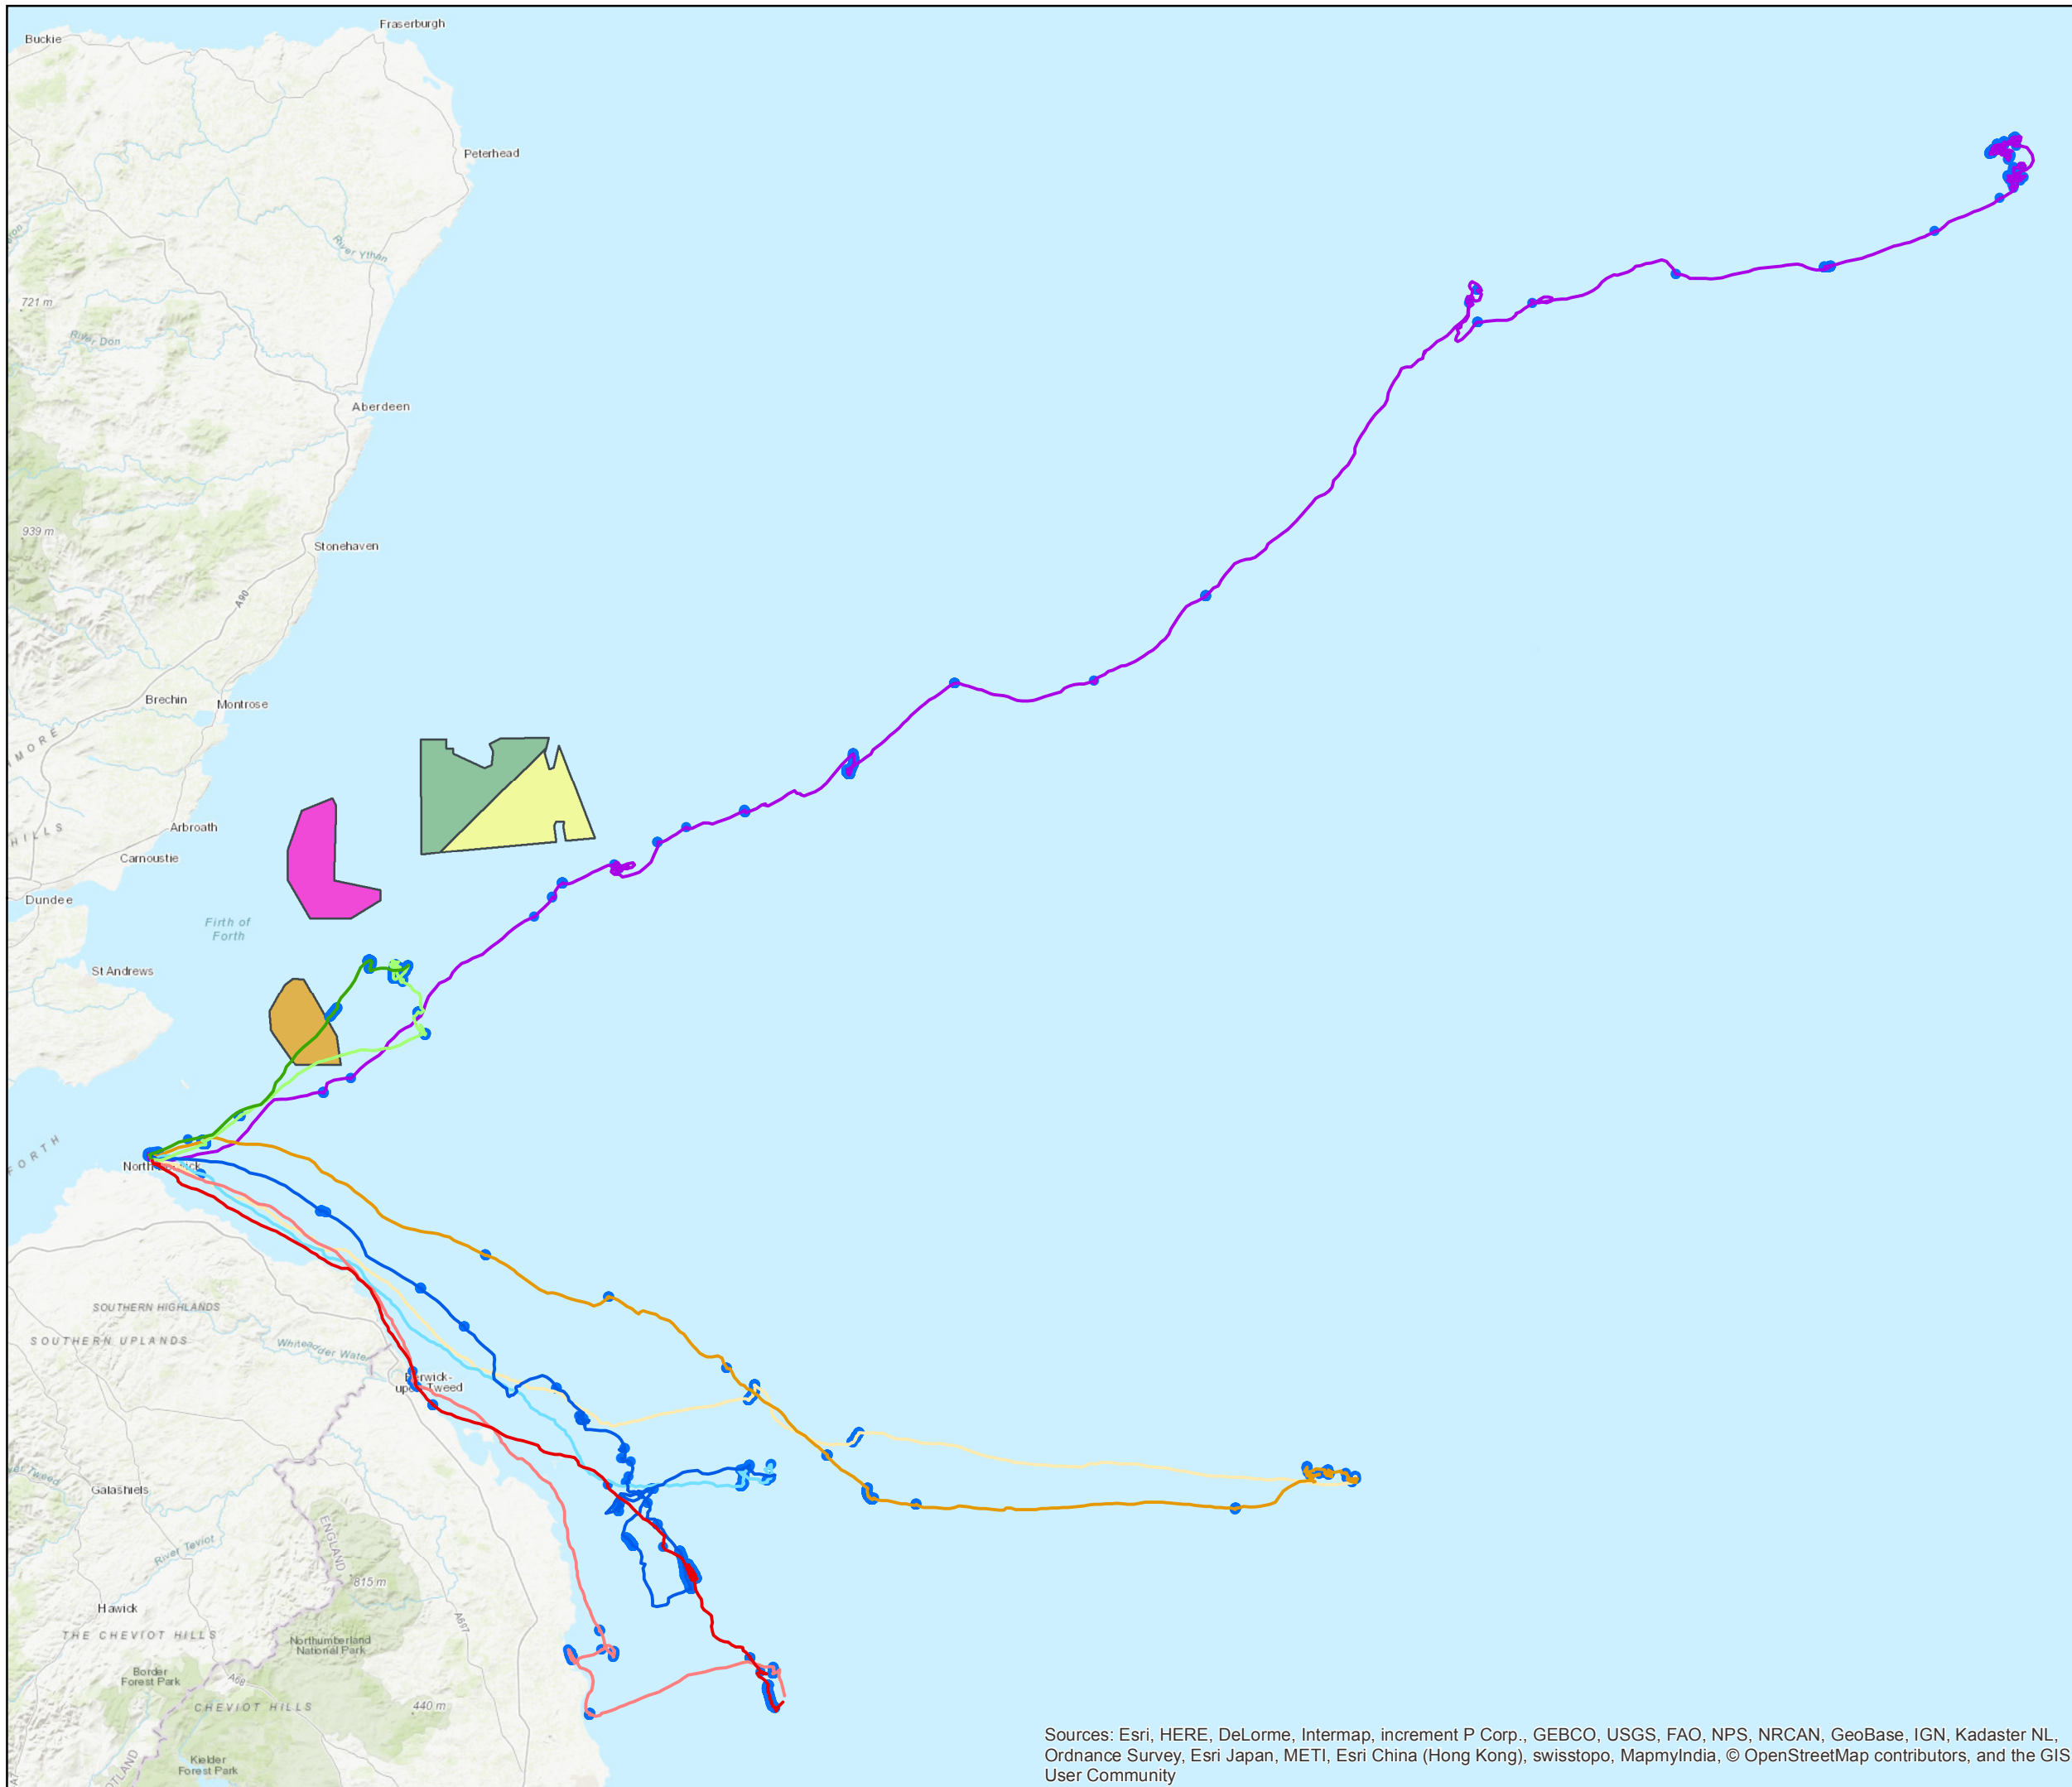 Fraserburgh
Buckie
Peterhead
River Ythan
721 m
River Don
Aberdeen
939 m
Stonehaven
A90
Brechin
Montrose
Arbroath
HILLS
Carnoustie
Dundee
Firth of
Forth
St Andrews
FORTH
North
SOUTHERN HIGHLANDS
SOUTHERN UPLANDS
Whiteadder Water
Tweed
Galashiels
ENGLAND
River Teviot
815 m
Hawick
A697
THE CHEVIOT HILLS
Northumberland
National Park
Border
Forest Park
A68
CHEVIOT HILLS
440 m
Kielder
Forest Park
Sources: Esri, HERE, DeLorme, Intermap, increment P Corp., GEBCO, USGS, FAO, NPS, NRCAN, GeoBase, IGN, Kadaster NL,
Ordnance Survey, Esri Japan, METI, Esri China (Hong Kong), swisstopo, MapmyIndia, © OpenStreetMap contributors, and the GIS
User Community